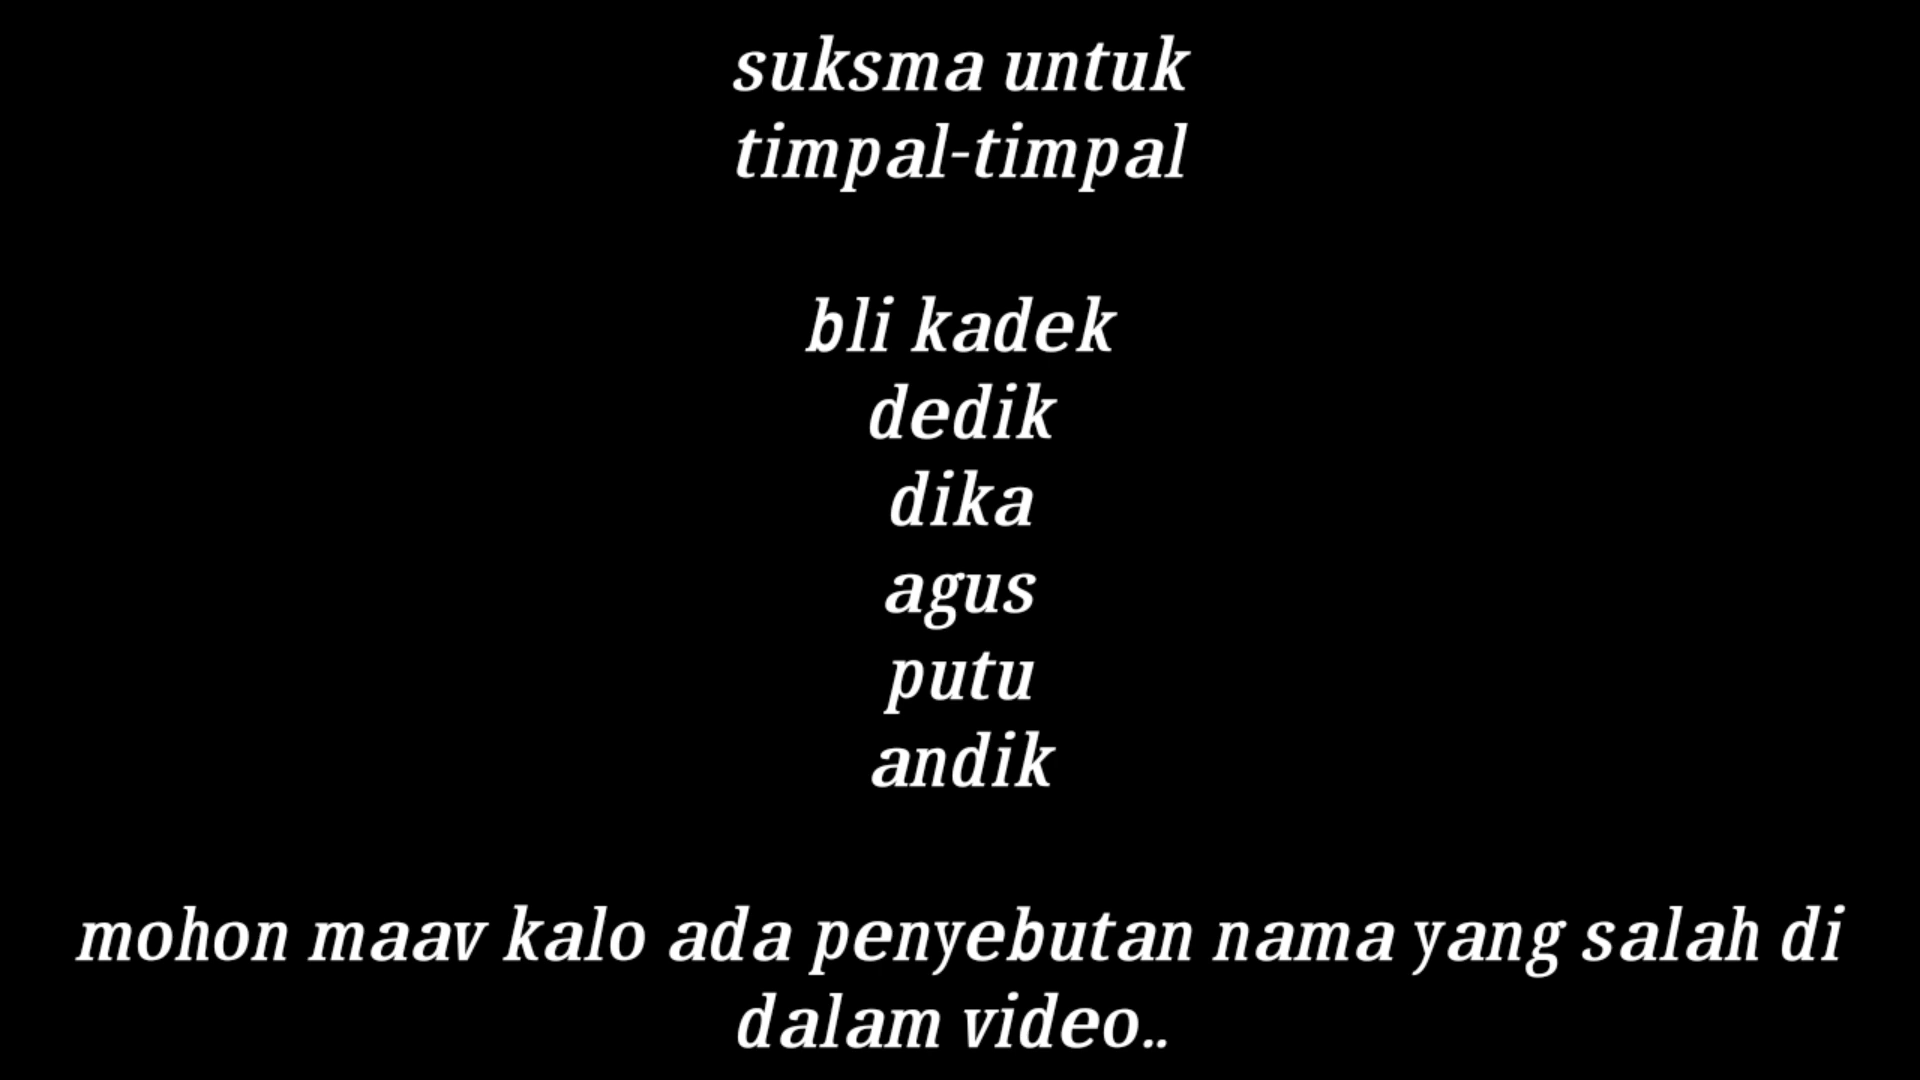 suksma untuk
timpal-timpal
bli kadek
dedik
dika
agus
putu
andik
mohon maav kalo ada penyebutan nama yang salah di
dalam video..